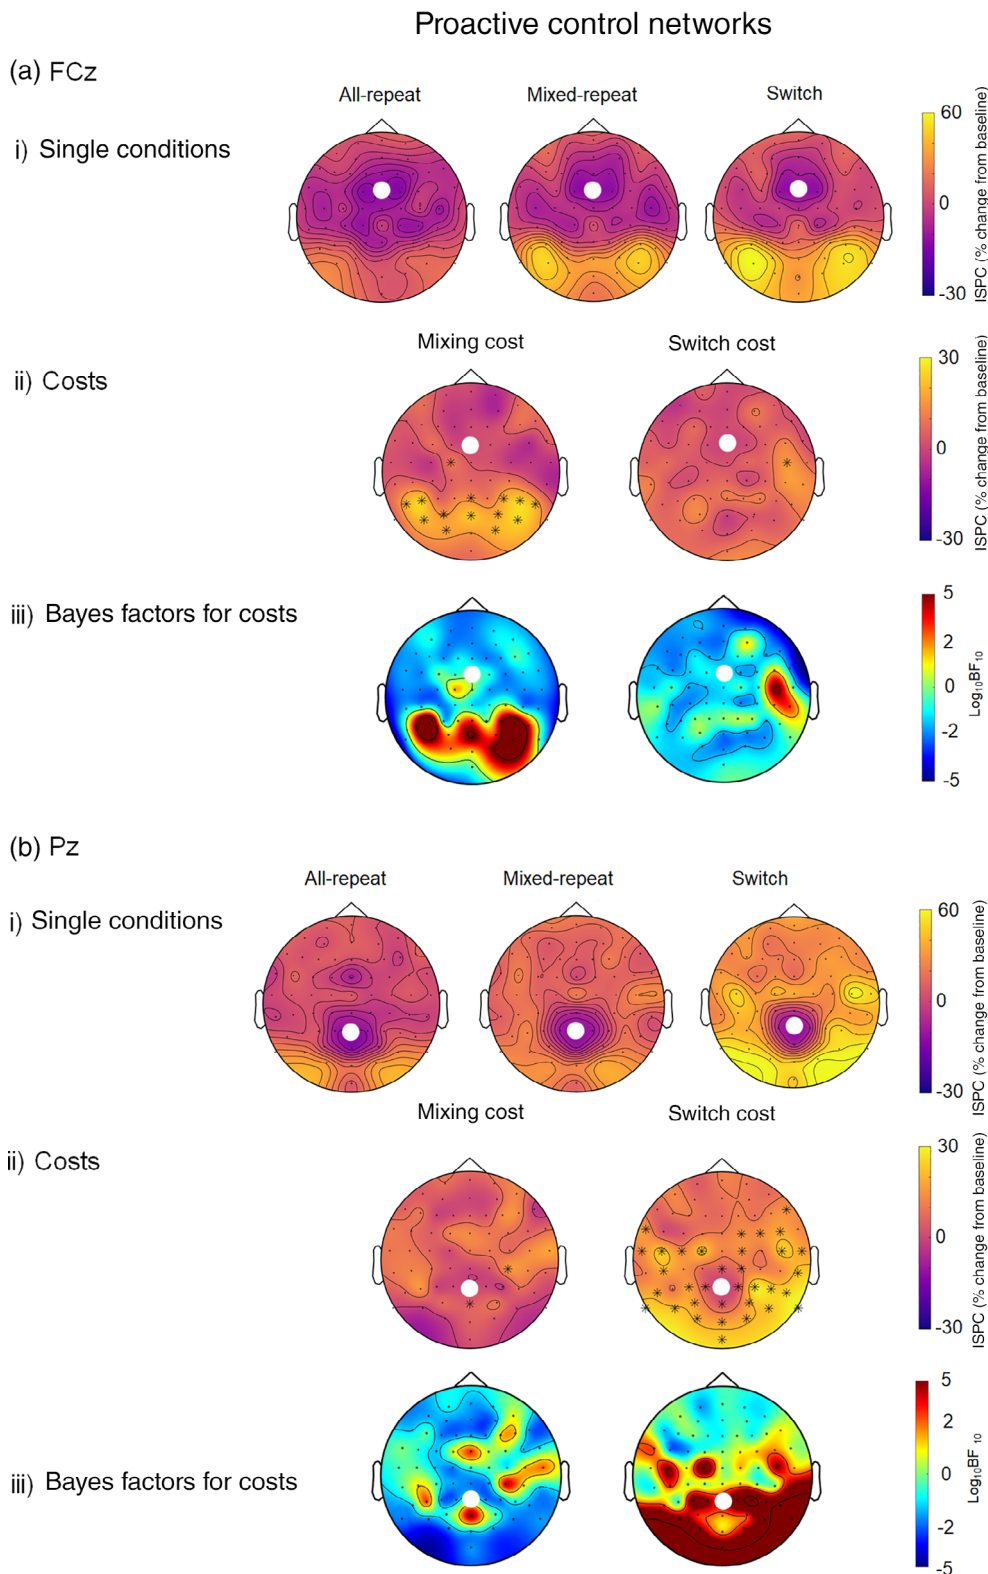 Proactive control networks
(a) FCz
All-repeat Mixed-repeat Switch
i) Single conditions
60
0
-30
ISPC (% change from baseline)
Mixing cost Switch cost
ii) Costs
30
0
-30
ISPC (% change from baseline)
iii) Bayes factors for costs
5
2
0
-2
-5
Log10BF10
(b) Pz
All-repeat Mixed-repeat Switch
i) Single conditions
60
0
-30
ISPC (% change from baseline)
Mixing cost Switch cost
ii) Costs
30
0
-30
ISPC (% change from baseline)
iii) Bayes factors for costs
5
2
0
-2
-5
Log10BF 10